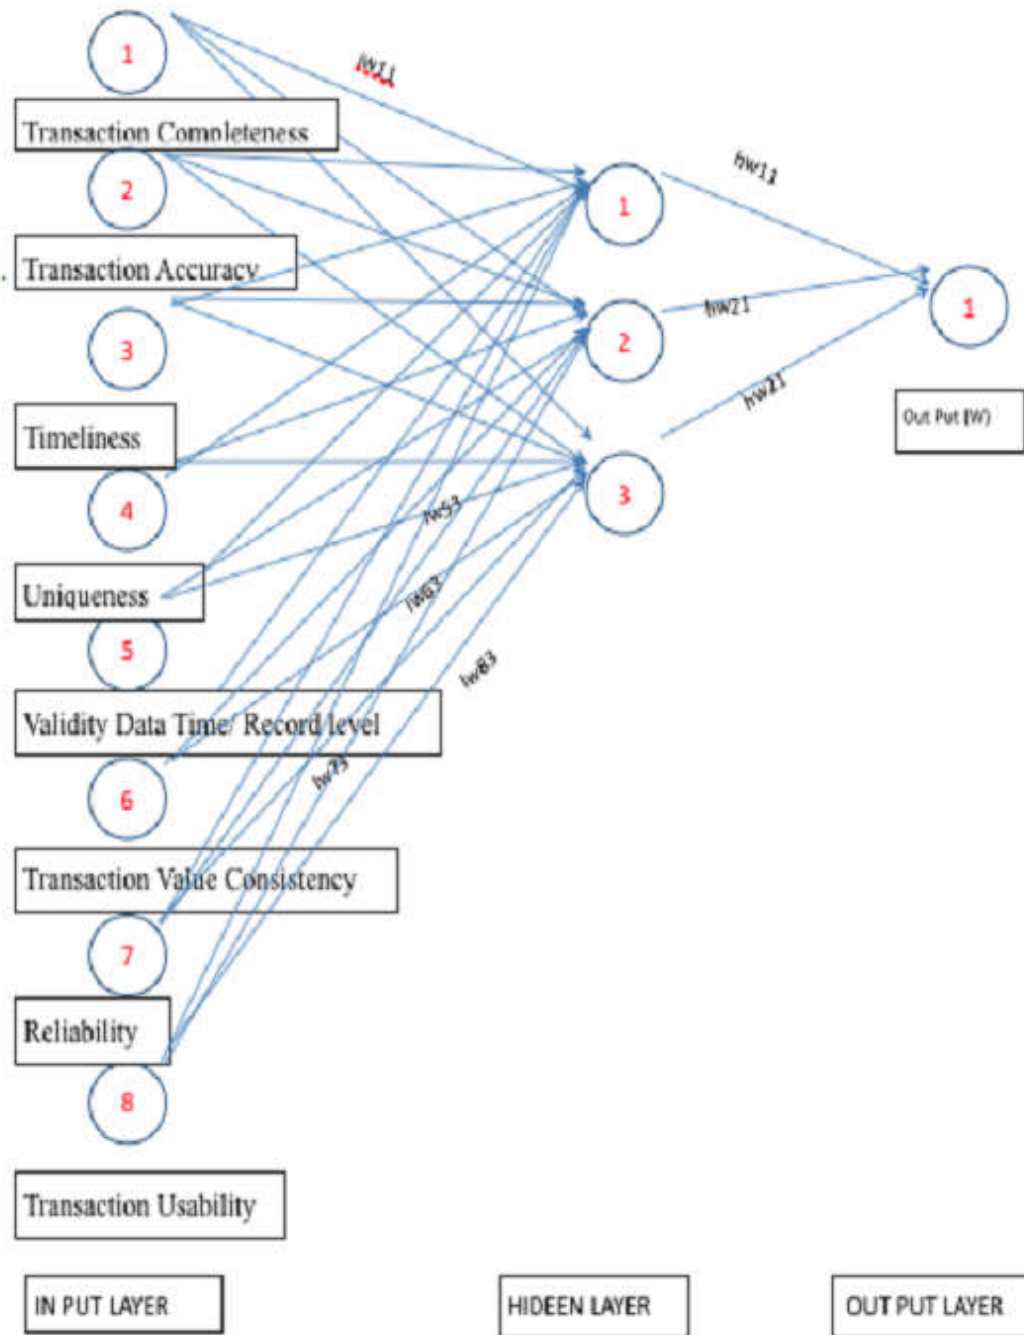 1
iw11
Transaction Completeness
2
Transaction Accuracy
3
Timeliness
4
Uniqueness
5
Validity Data Time/ Record level
6
Transaction Value Consistency
7
Reliability
8
Transaction Usability
1
2
3
iw53
iw63
iw83
iw73
hw11
hw21
hw21
1
Out Put (W)
IN PUT LAYER
HIDEEN LAYER
OUT PUT LAYER